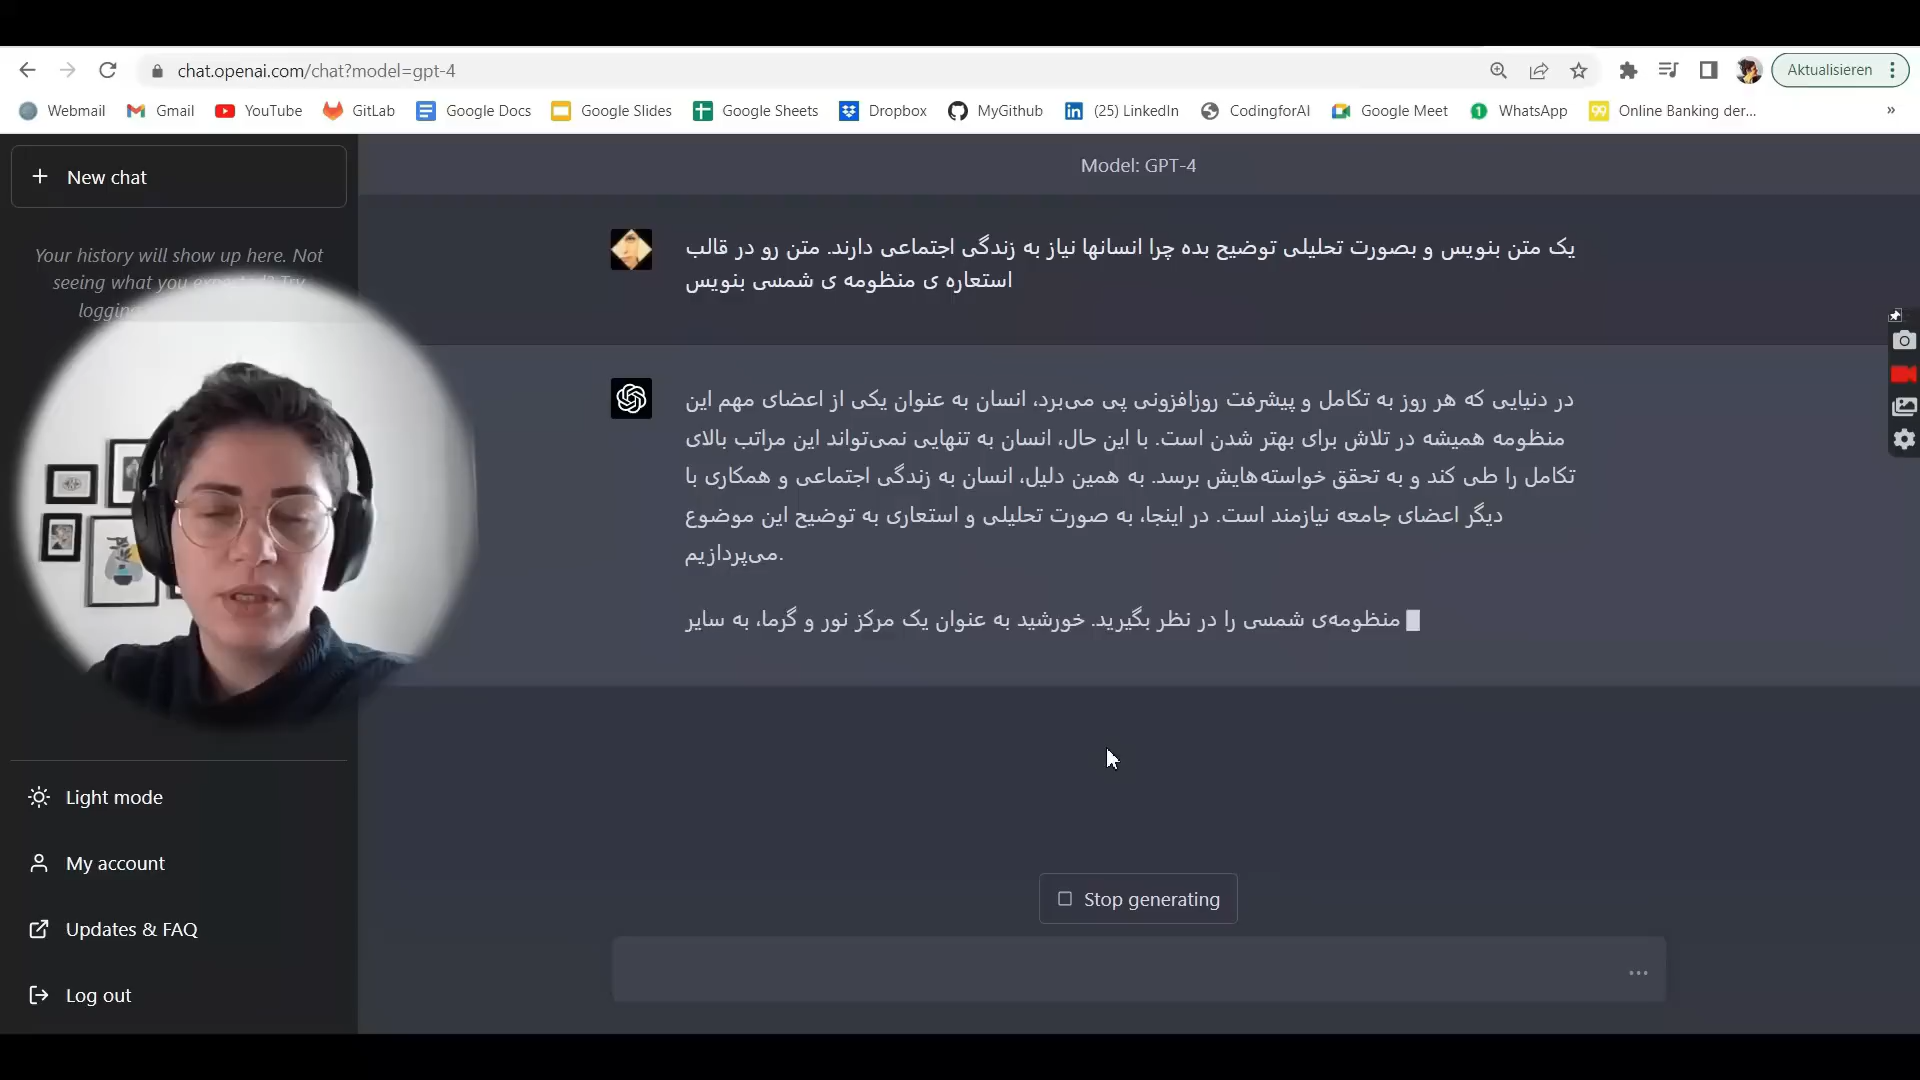 chat.openai.com/chat?model=gpt-4
Aktualisieren
Webmail
Gmail
YouTube
GitLab
Google Docs
Google Slides
Google Sheets
Dropbox
MyGithub
(25) LinkedIn
CodingforAI
Google Meet
1
WhatsApp
99
Online Banking der...
»
New chat
Your history will show up here. Not
seeing what you expected? Try
logging
Model: GPT-4
یک متن بنویس و بصورت تحلیلی توضیح بده چرا انسانها نیاز به زندگی اجتماعی دارند. متن رو در قالب
استعاره ی منظومه ی شمسی بنویس
در دنیایی که هر روز به تکامل و پیشرفت روزافزونی پی می‌برد، انسان به عنوان یکی از اعضای مهم این
منظومه همیشه در تلاش برای بهتر شدن است. با این حال، انسان به تنهایی نمی‌تواند این مراتب بالای
تکامل را طی کند و به تحقق خواسته‌هایش برسد. به همین دلیل، انسان به زندگی اجتماعی و همکاری با
دیگر اعضای جامعه نیازمند است. در اینجا، به صورت تحلیلی و استعاری به توضیح این موضوع
می‌پردازیم.
منظومه‌ی شمسی را در نظر بگیرید. خورشید به عنوان یک مرکز نور و گرما، به سایر
Light mode
My account
Updates & FAQ
Log out
Stop generating